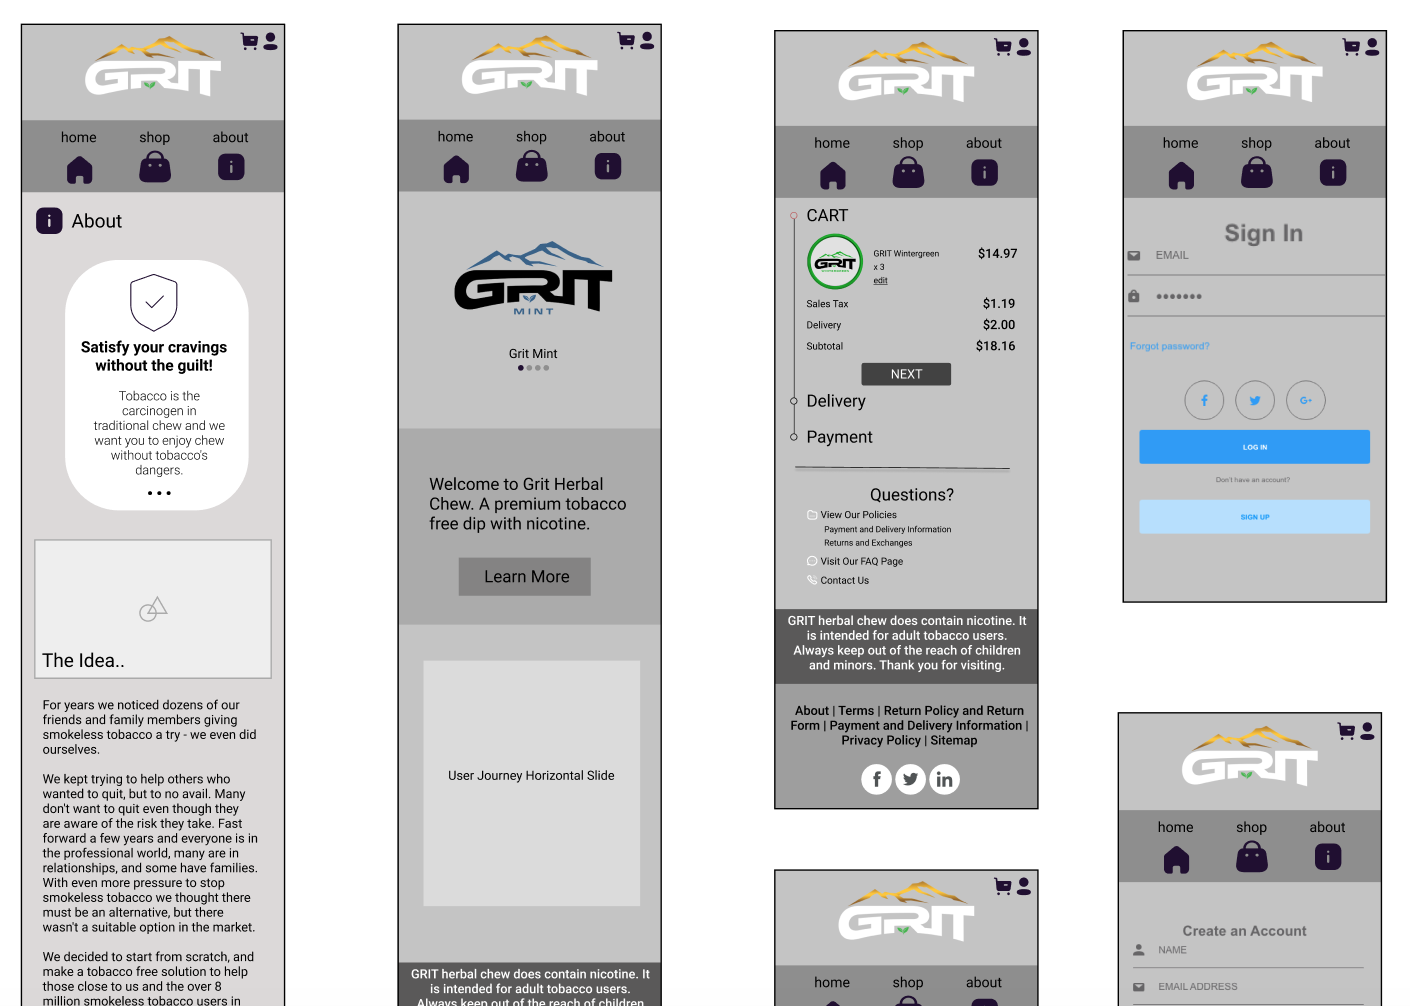 GRIT
home shop about
About
Satisfy your cravings
without the guilt!
Tobacco is the
carcinogen in
traditional chew and we
want you to enjoy chew
without tobacco's
dangers.
The Idea..
For years we noticed dozens of our
friends and family members giving
smokeless tobacco a try - we even did
ourselves.
We kept trying to help others who
wanted to quit, but to no avail. Many
don't want to quit even though they
are aware of the risk they take. Fast
forward a few years and everyone is in
the professional world, many are in
relationships, and some have families.
With even more pressure to stop
smokeless tobacco we thought there
must be an alternative, but there
wasn't a suitable option in the market.
We decided to start from scratch, and
make a tobacco free solution to help
those close to us and the over 8
million smokeless tobacco users in
GRIT
home shop about
GRIT
MINT
Grit Mint
Welcome to Grit Herbal
Chew. A premium tobacco
free dip with nicotine.
Learn More
User Journey Horizontal Slide
GRIT herbal chew does contain nicotine. It
is intended for adult tobacco users.
Always keep out of the reach of children
GRIT
home shop about
CART
GRIT
GRIT Wintergreen $14.97
x 3
edit
Sales Tax $1.19
Delivery $2.00
Subtotal $18.16
NEXT
Delivery
Payment
Questions?
View Our Policies
Payment and Delivery Information
Returns and Exchanges
Visit Our FAQ Page
Contact Us
GRIT herbal chew does contain nicotine. It
is intended for adult tobacco users.
Always keep out of the reach of children
and minors. Thank you for visiting.
About | Terms | Return Policy and Return
Form | Payment and Delivery Information |
Privacy Policy | Sitemap
GRIT
home shop about
GRIT
home shop about
Sign In
EMAIL
Forgot password?
LOG IN
Don't have an account?
SIGN UP
GRIT
home shop about
Create an Account
NAME
EMAIL ADDRESS